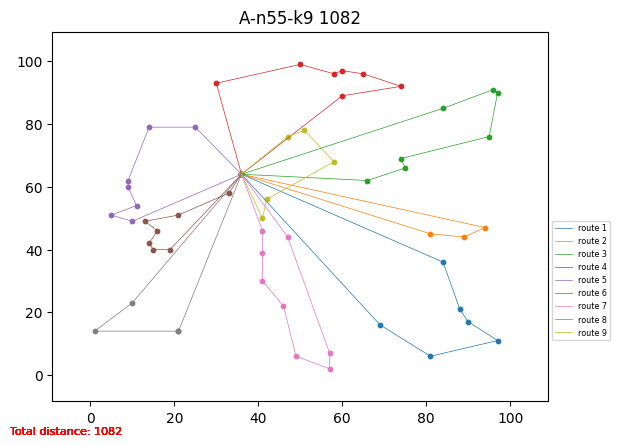 A-n55-k9 1082
100
80
60
40
20
0
0 20 40 60 80 100
route 1
route 2
route 3
route 4
route 5
route 6
route 7
route 8
route 9
Total distance: 1082